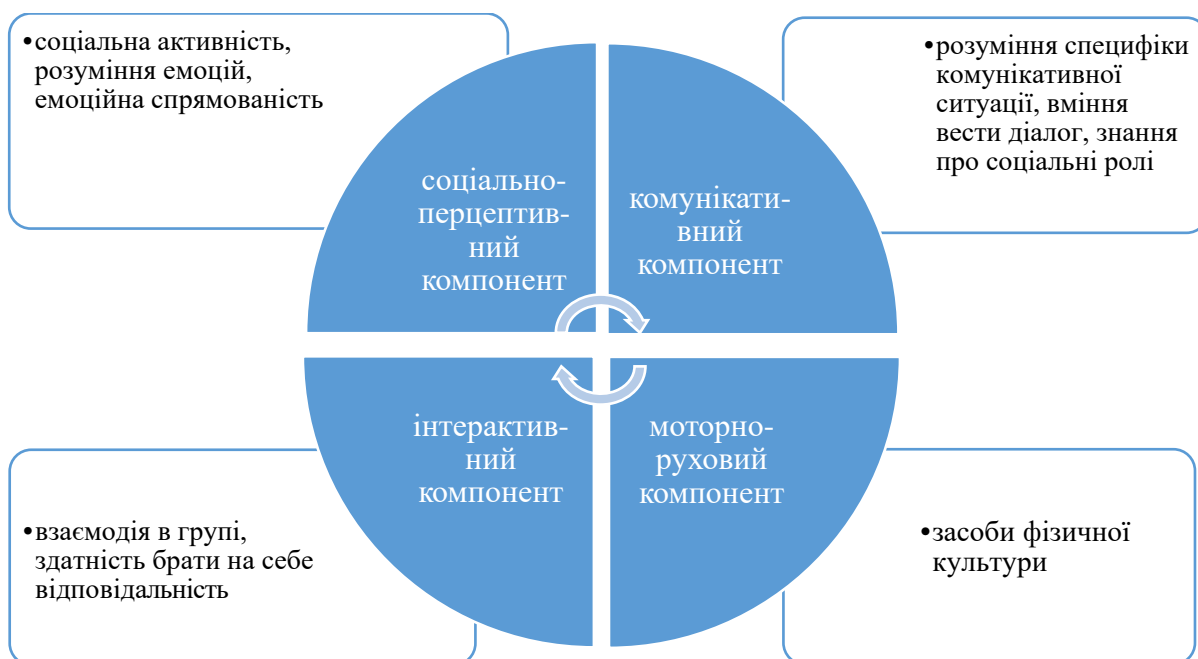 •соціальна активність,
розуміння емоцій,
емоційна спрямованість
•розуміння специфіки
комунікативної
ситуації, вміння
вести діалог, знання
про соціальні ролі
соціально-
перцептив-
ний
компонент
комунікати-
вний
компонент
інтерактив-
ний
компонент
моторно-
руховий
компонент
•взаємодія в групі,
здатність брати на себе
відповідальність
•засоби фізичної
культури